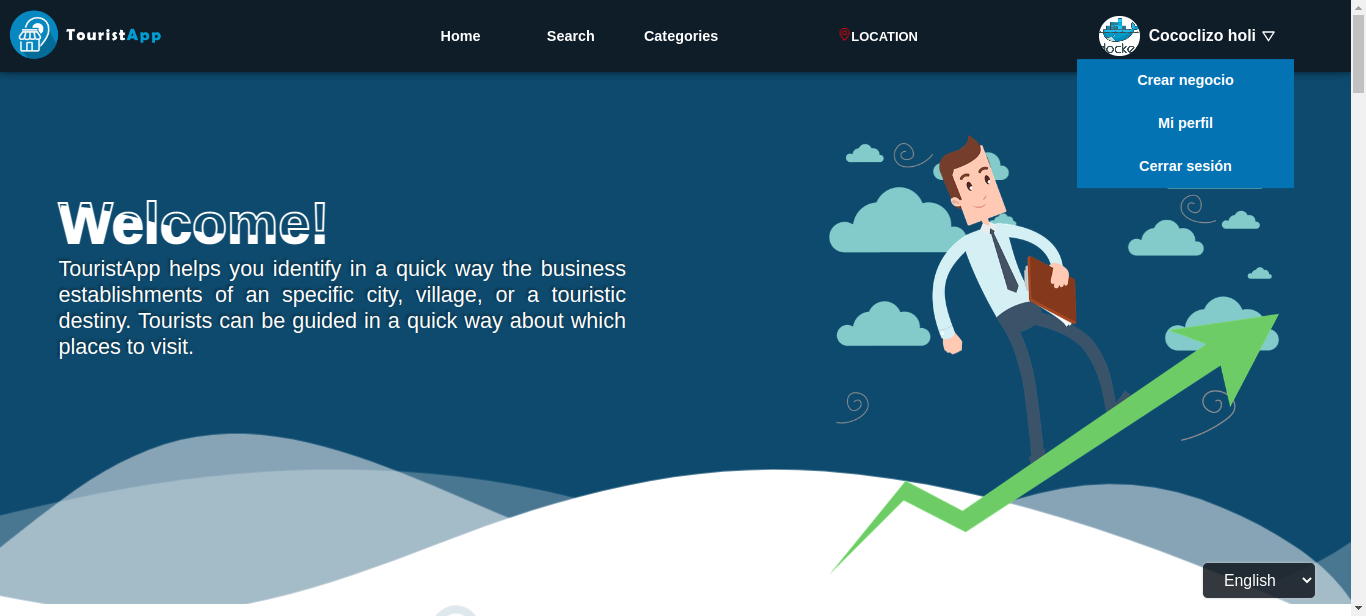 TouristApp
Home
Search
Categories
LOCATION
docke
Cococlizo holi
Crear negocio
Mi perfil
Cerrar sesión
Welcome!
TouristApp helps you identify in a quick way the business
establishments of an specific city, village, or a touristic
destiny. Tourists can be guided in a quick way about which
places to visit.
English